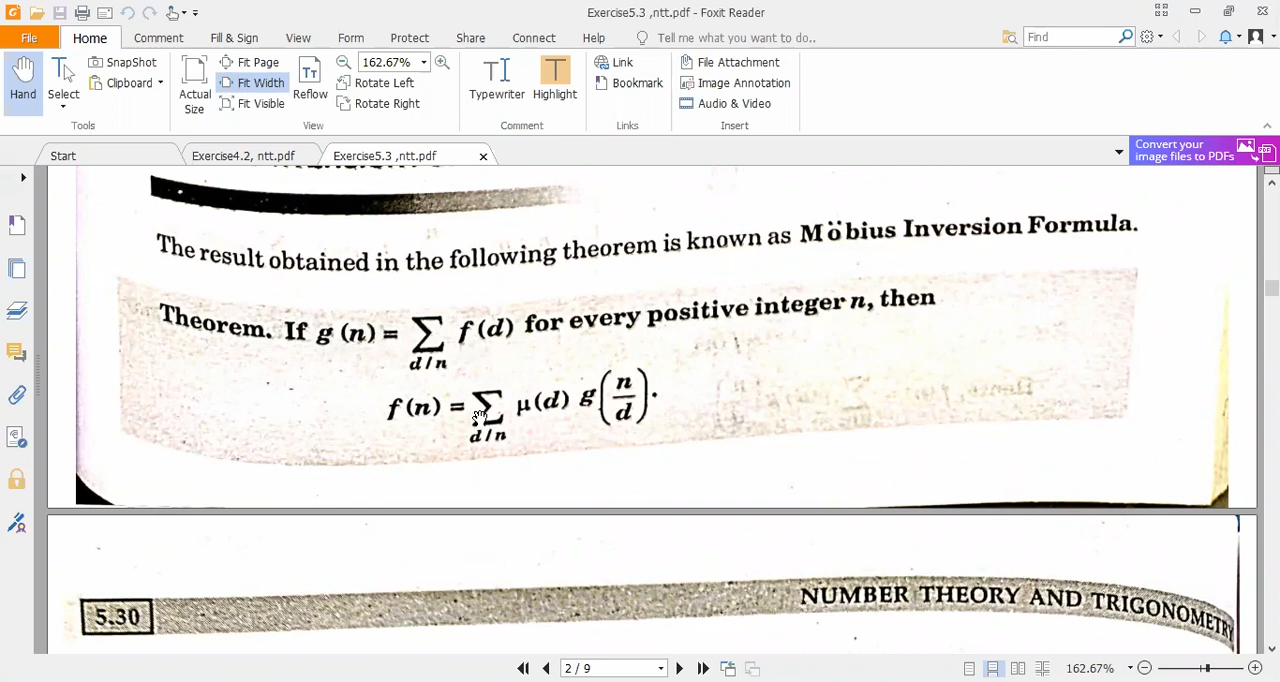 Exercise5.3 ,ntt.pdf - Foxit Reader
File Home Comment Fill & Sign View Form Protect Share Connect Help Tell me what you want to do.. Find
Hand
Select
SnapShot
Clipboard
Tools
Actual Size
Fit Page
Fit Width
Fit Visible
Reflow
162.67%
Rotate Left
Rotate Right
View
Typewriter
Highlight
Comment
Link
Bookmark
Links
File Attachment
Image Annotation
Audio & Video
Insert
Start Exercise4.2, ntt.pdf Exercise5.3 ,ntt.pdf
Convert your
image files to PDFs
The result obtained in the following theorem is known as Möbius Inversion Formula.
Theorem. If g (n) = ∑ f (d) for every positive integer n, then
d/n
f (n) = ∑ μ(d) g(n/d).
d/n
5.30 NUMBER THEORY AND TRIGONOMETRY
2 / 9 162.67%